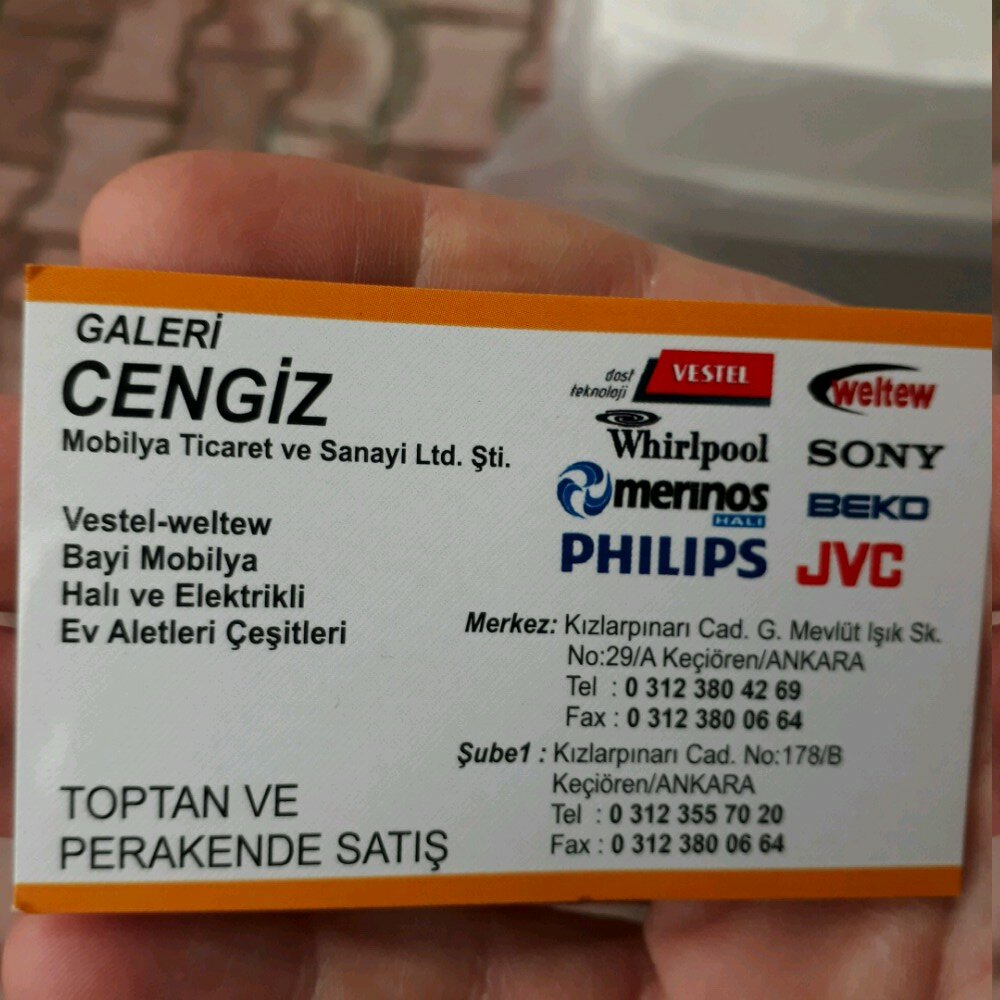 GALERİ
CENGİZ
Mobilya Ticaret ve Sanayi Ltd. Şti.
Vestel-weltew
Bayi Mobilya
Halı ve Elektrikli
Ev Aletleri Çeşitleri
TOPTAN VE
PERAKENDE SATIŞ
dost
teknoloji
VESTEL
weltew
Whirlpool
SONY
merinos
HALI
BEKO
PHILIPS
JVC
Merkez: Kızlarpınarı Cad. G. Mevlüt Işık Sk.
No:29/A Keçiören/ANKARA
Tel : 0 312 380 42 69
Fax : 0 312 380 06 64
Şube1 : Kızlarpınarı Cad. No:178/B
Keçiören/ANKARA
Tel : 0 312 355 70 20
Fax : 0 312 380 06 64